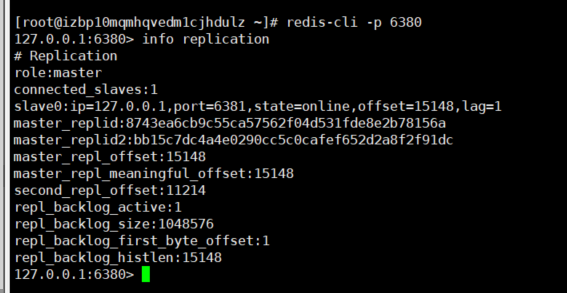 [root@izbp10mqmhqvedm1cjhdulz ~]# redis-cli -p 6380
127.0.0.1:6380> info replication
# Replication
role:master
connected_slaves:1
slave0:ip=127.0.0.1,port=6381,state=online,offset=15148,lag=1
master_replid:8743ea6cb9c55ca57562f04d531fde8e2b78156a
master_replid2:bb15c7dc4a4e0290cc5c0cafef652d2a8f2f91dc
master_repl_offset:15148
master_repl_meaningful_offset:15148
second_repl_offset:11214
repl_backlog_active:1
repl_backlog_size:1048576
repl_backlog_first_byte_offset:1
repl_backlog_histlen:15148
127.0.0.1:6380>